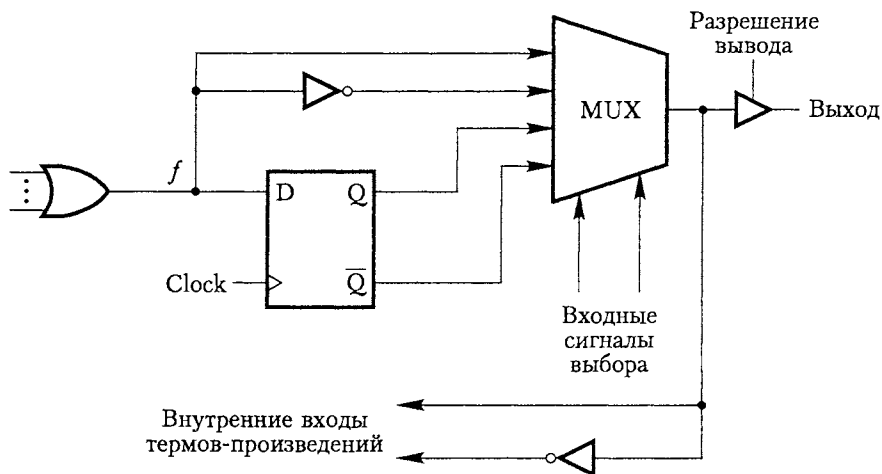 Разрешение
вывода
MUX
Выход
f
D Q
Clock
Q̅
Входные
сигналы
выбора
Внутренние входы
термов-произведений